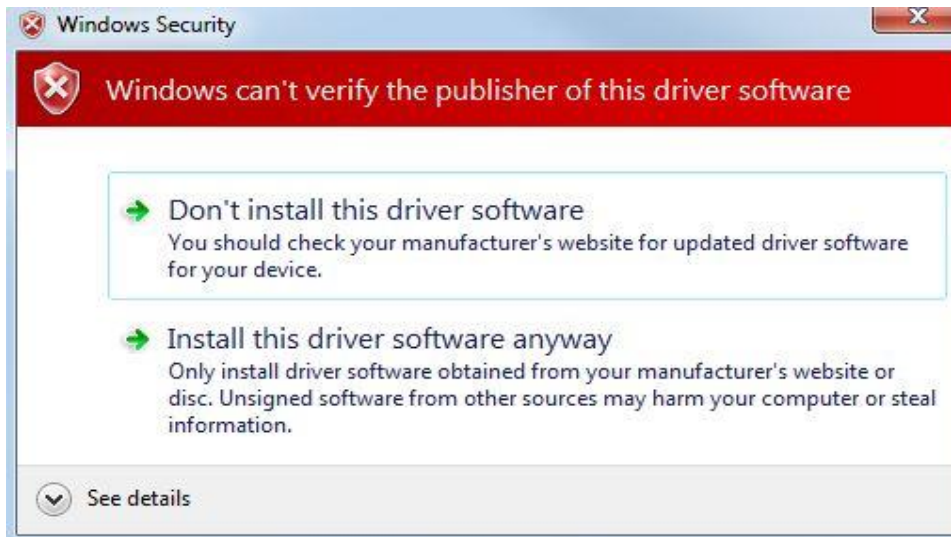 Windows Security
Windows can't verify the publisher of this driver software
Don't install this driver software
You should check your manufacturer's website for updated driver software
for your device.
Install this driver software anyway
Only install driver software obtained from your manufacturer's website or
disc. Unsigned software from other sources may harm your computer or steal
information.
See details